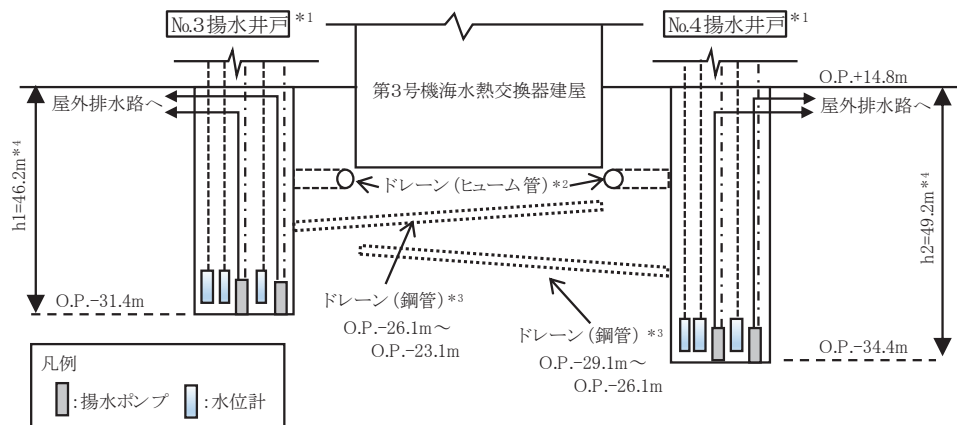 No.3揚水井戸 *1
No.4揚水井戸 *1
O.P.+14.8m
第3号機海水熱交換器建屋
屋外排水路へ
屋外排水路へ
ドレーン(ヒューム管)*2
h1=46.2m*4
h2=49.2m*4
O.P.-31.4m
ドレーン(鋼管)*3
O.P.-26.1m～
O.P.-23.1m
ドレーン(鋼管) *3
O.P.-29.1m～
O.P.-26.1m
O.P.-34.4m
凡例
:揚水ポンプ
:水位計